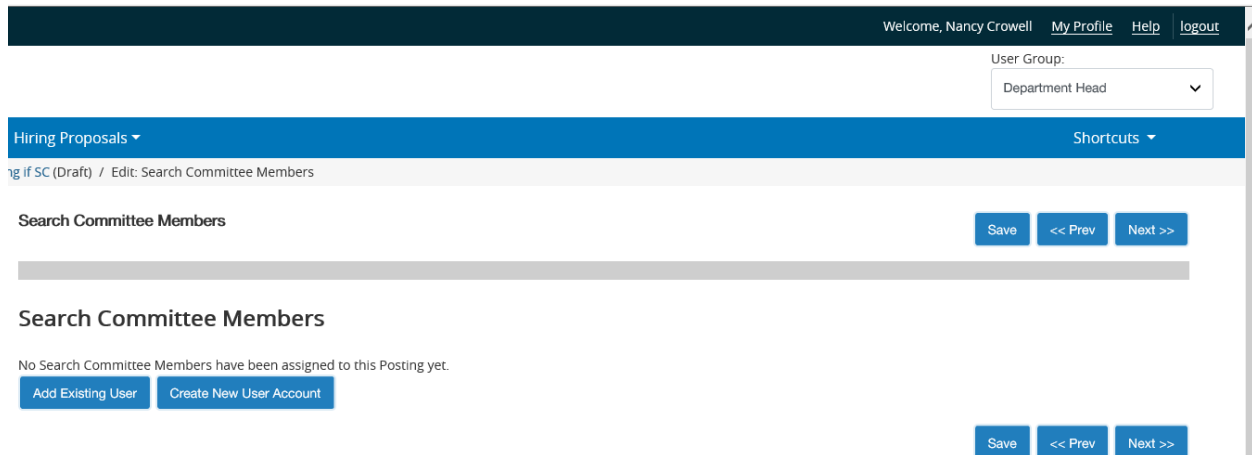 Welcome, Nancy Crowell My Profile Help logout
User Group:
Department Head
Hiring Proposals Shortcuts
ng if SC (Draft) / Edit: Search Committee Members
Search Committee Members Save << Prev Next >>
Search Committee Members
No Search Committee Members have been assigned to this Posting yet.
Add Existing User Create New User Account
Save << Prev Next >>